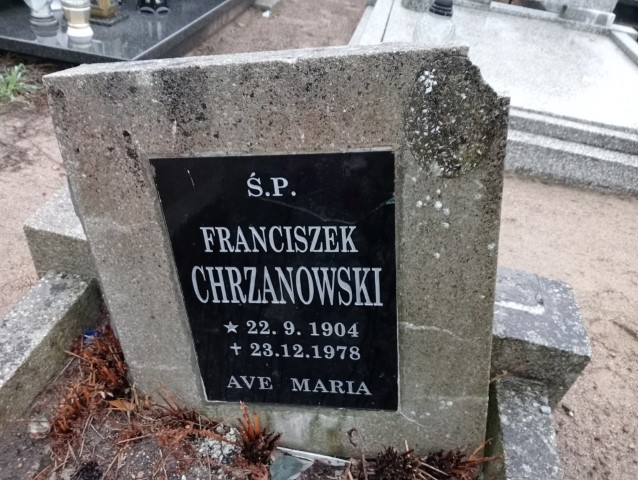 Ś.P.
FRANCISZEK
CHRZANOWSKI
★ 22. 9. 1904
✝ 23.12.1978
AVE MARIA